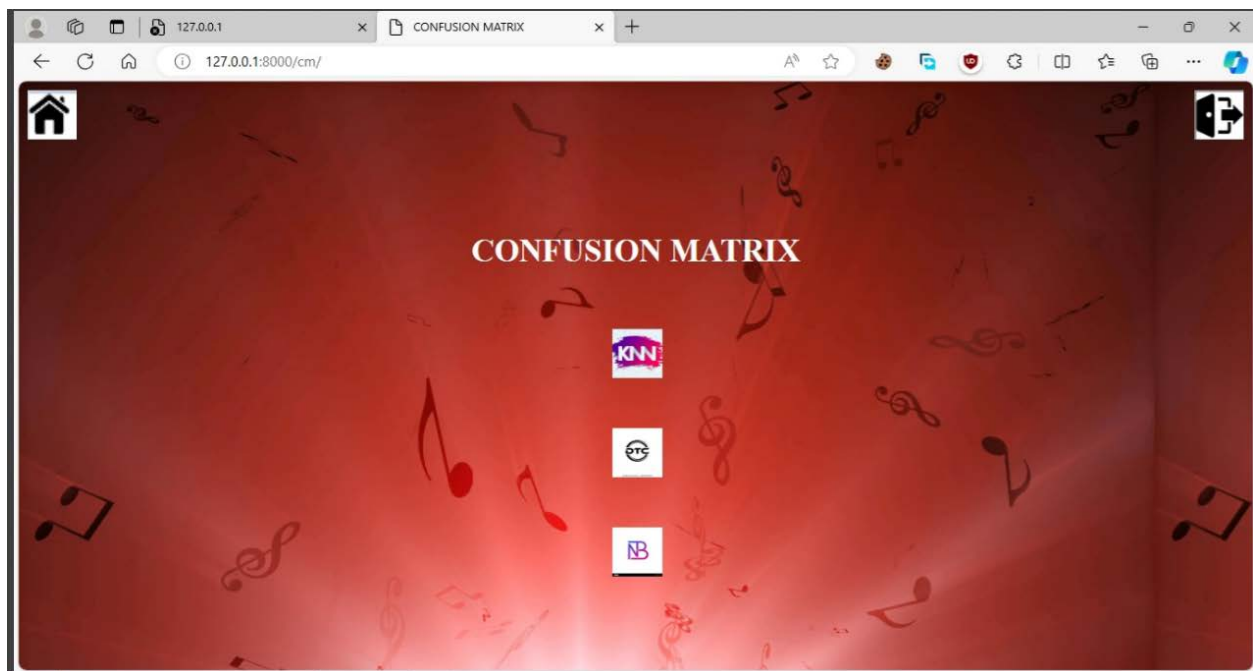 127.0.0.1
CONFUSION MATRIX
127.0.0.1:8000/cm/
CONFUSION MATRIX
KNN
DTC
NB